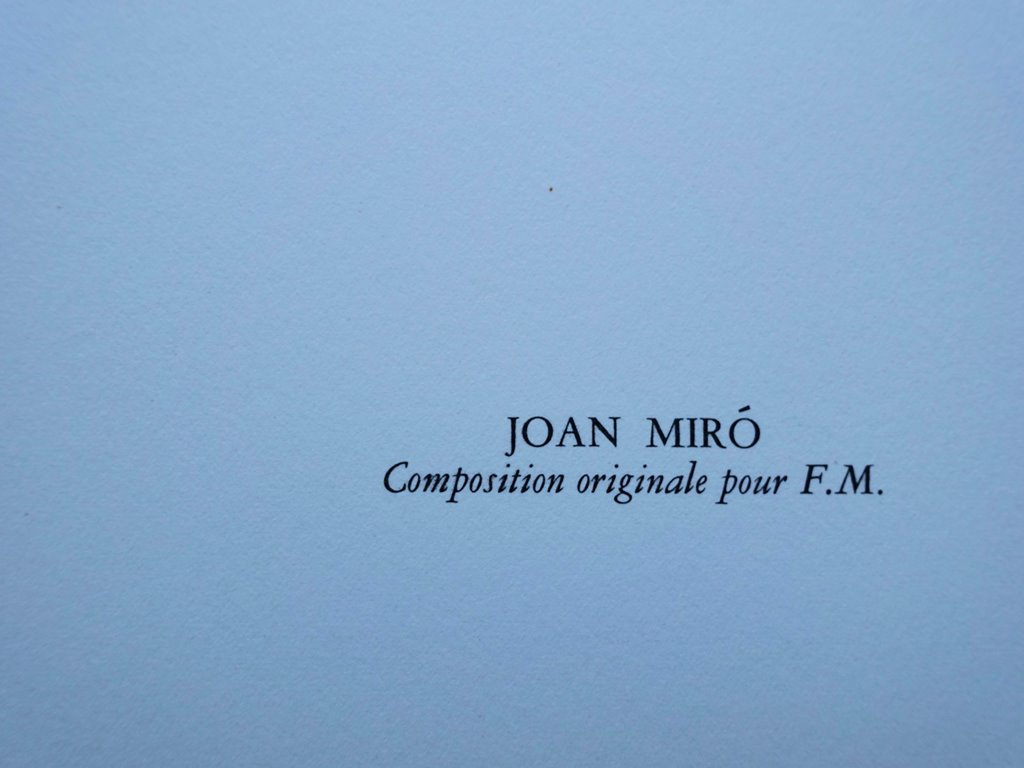 JOAN MIRÓ
Composition originale pour F.M.